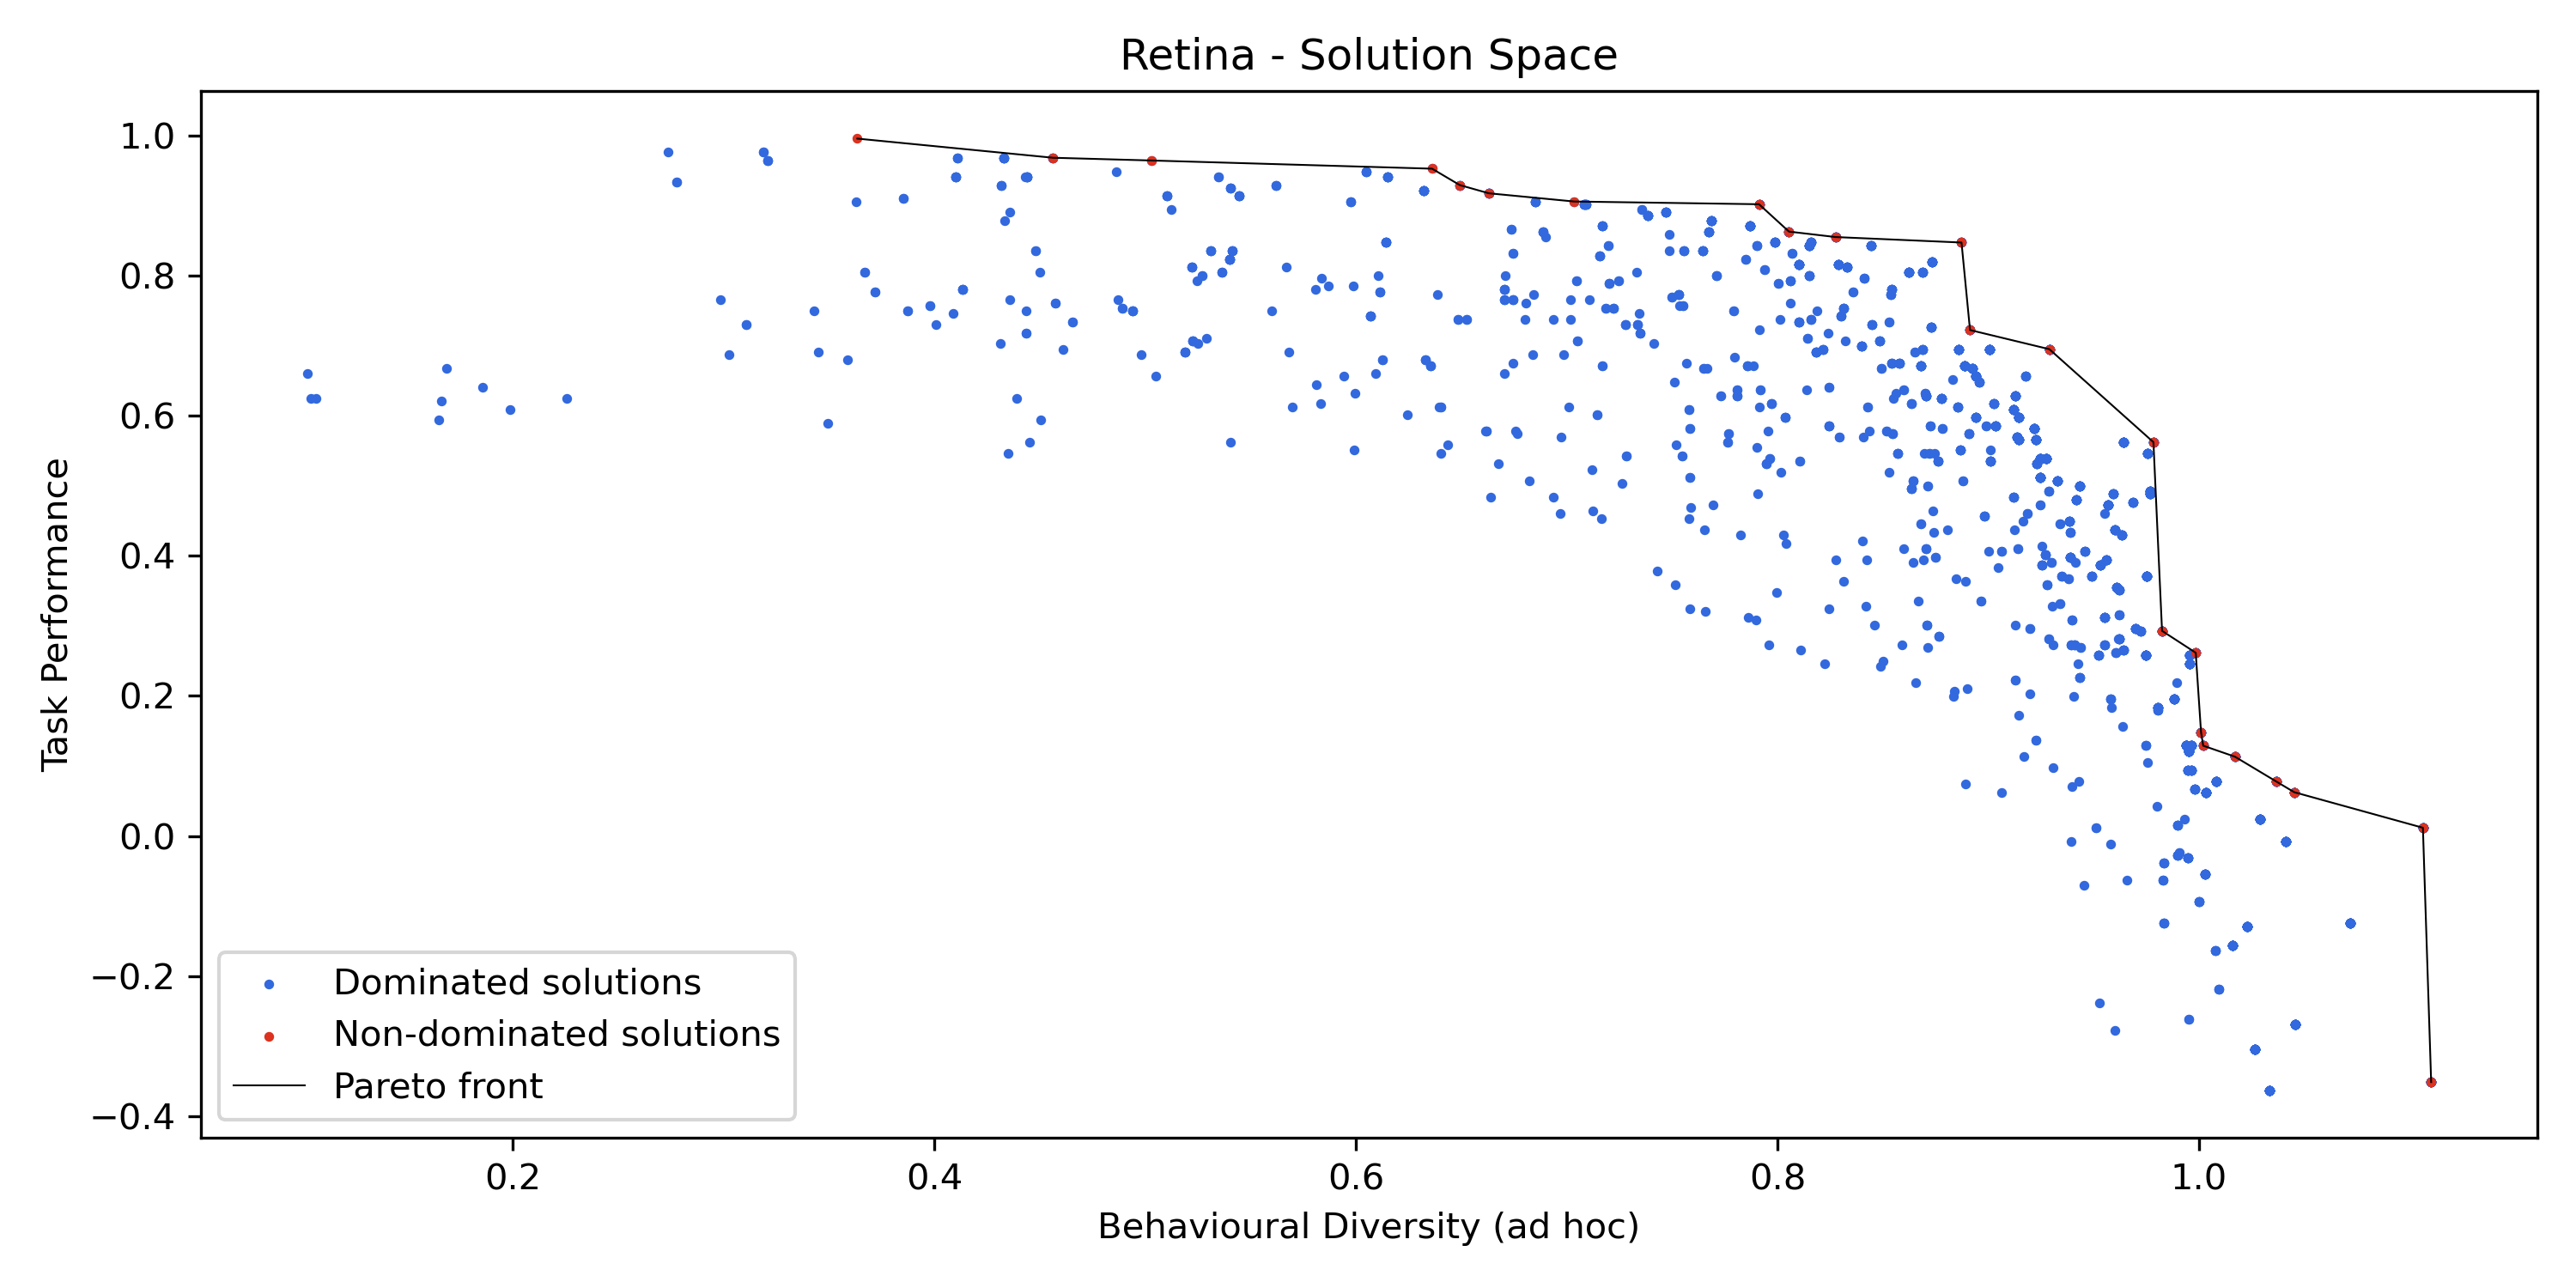 Retina - Solution Space
Task Performance
1.0
0.8
0.6
0.4
0.2
0.0
−0.2
−0.4
Dominated solutions
Non-dominated solutions
Pareto front
0.2 0.4 0.6 0.8 1.0
Behavioural Diversity (ad hoc)